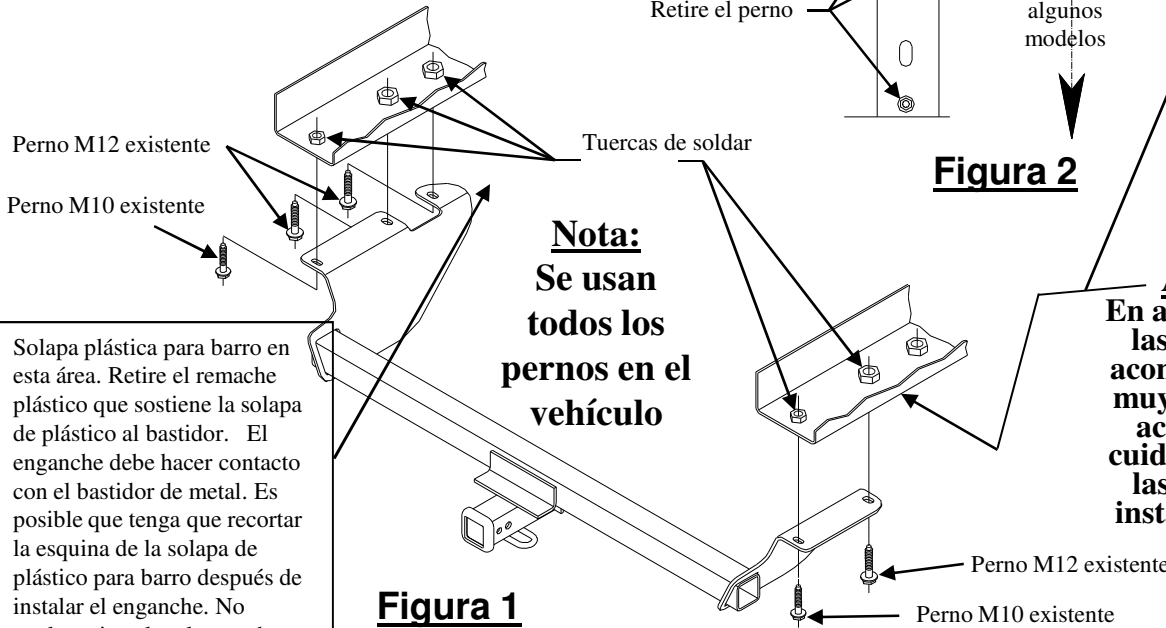 Retire el perno
algunos
modelos
Perno M12 existente
Tuercas de soldar
Figura 2
Perno M10 existente
Nota:
Se usan
todos los
pernos en el
vehículo
En a
las
acon
muy
ac
cuid
las
inst
Solapa plástica para barro en
esta área. Retire el remache
plástico que sostiene la solapa
de plástico al bastidor. El
enganche debe hacer contacto
con el bastidor de metal. Es
posible que tenga que recortar
la esquina de la solapa de
plástico para barro después de
instalar el enganche. No
Figura 1
Perno M12 existente
Perno M10 existente